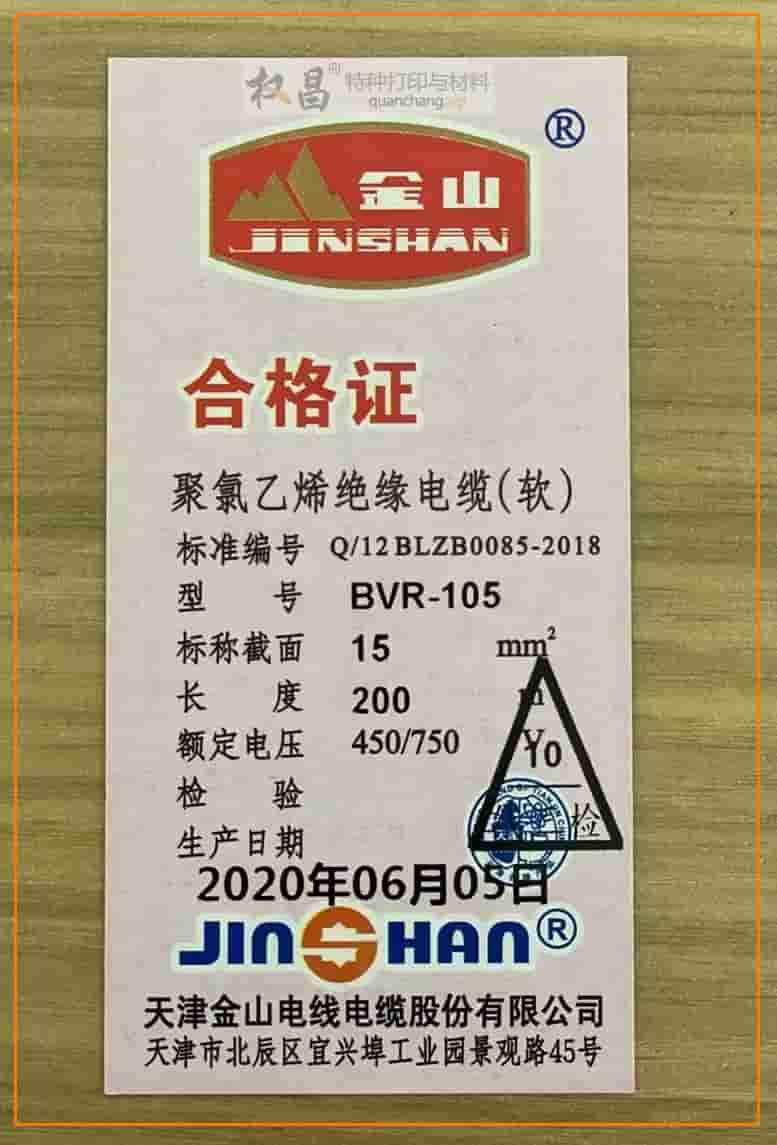 权昌 特种打印与材料
quanchang
®
金山
JINSHAN
合格证
聚氯乙烯绝缘电缆(软)
标准编号 Q/12 BLZB0085-2018
型 号 BVR-105
标称截面 15 mm²
长 度 200 m
额定电压 450/750 V
检 验 Y0
检
生产日期
2020年06月05日
JINSHAN®
天津金山电线电缆股份有限公司
天津市北辰区宜兴埠工业园景观路45号